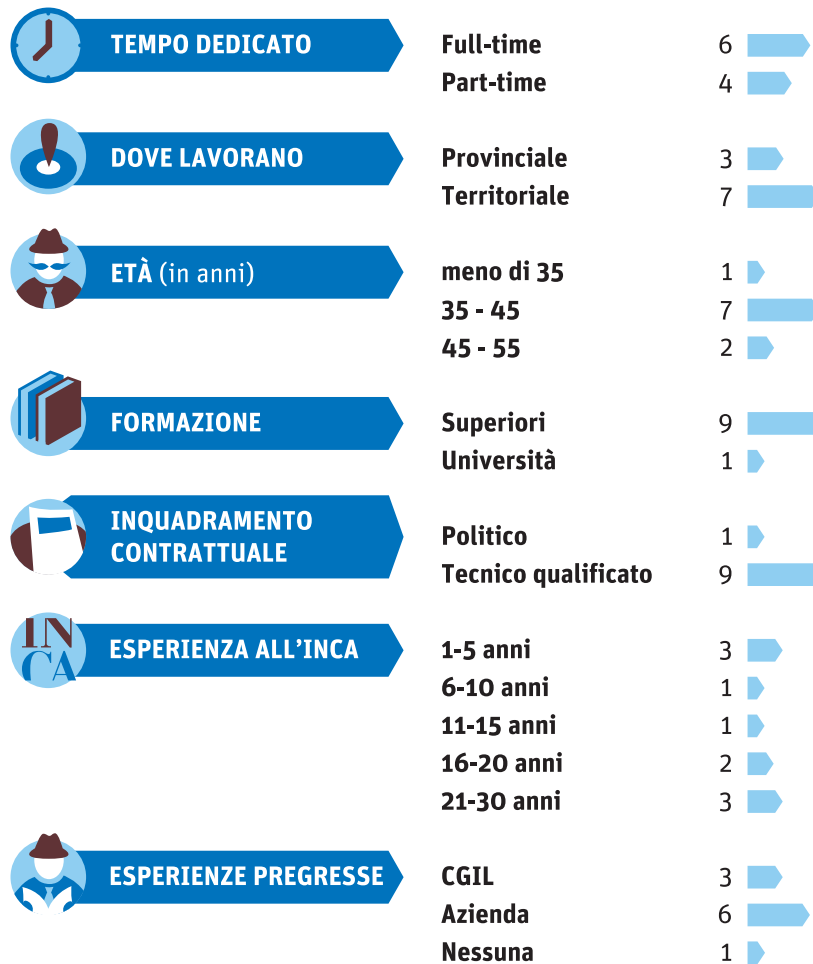 TEMPO DEDICATO
Full-time 6
Part-time 4
DOVE LAVORANO
Provinciale 3
Territoriale 7
ETÀ (in anni)
meno di 35 1
35 - 45 7
45 - 55 2
FORMAZIONE
Superiori 9
Università 1
INQUADRAMENTO
CONTRATTUALE
Politico 1
Tecnico qualificato 9
IN
CA
ESPERIENZA ALL'INCA
1-5 anni 3
6-10 anni 1
11-15 anni 1
16-20 anni 2
21-30 anni 3
ESPERIENZE PREGRESSE
CGIL 3
Azienda 6
Nessuna 1